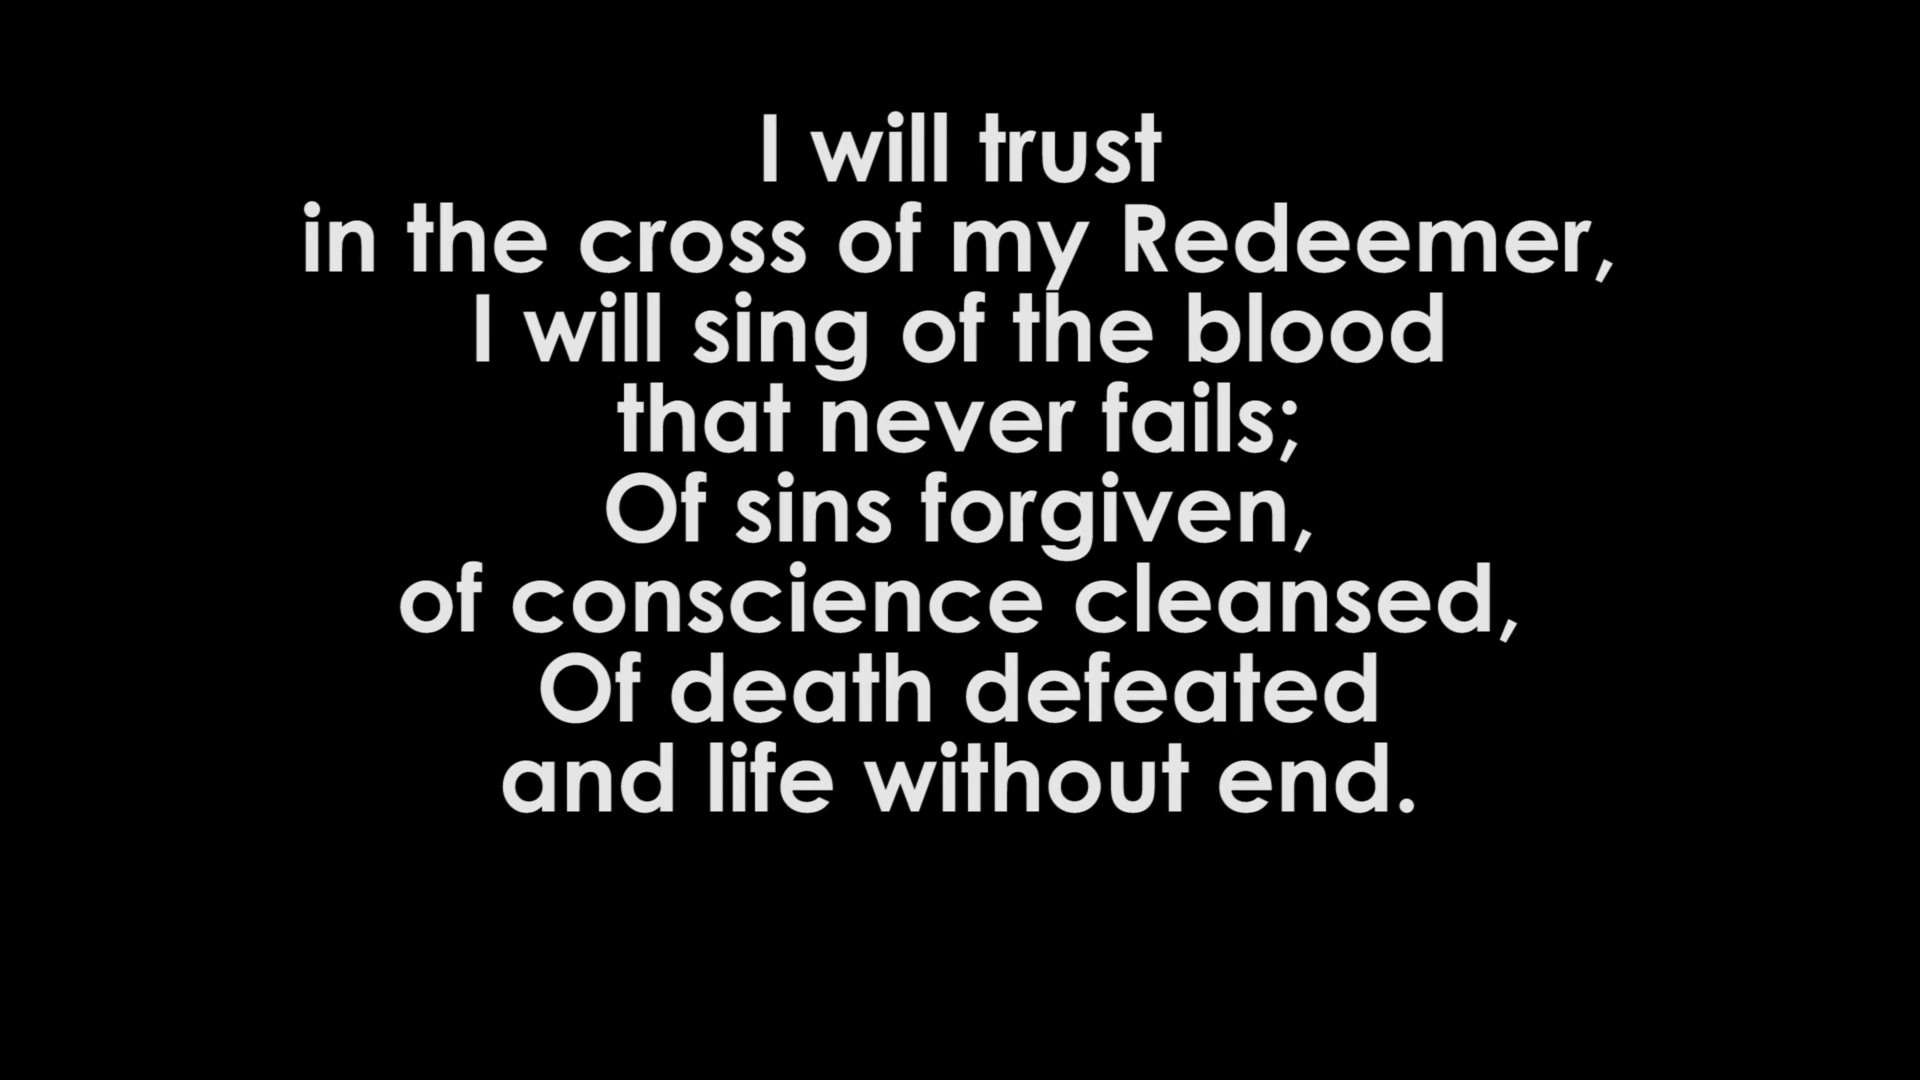 I will trust
in the cross of my Redeemer,
I will sing of the blood
that never fails;
Of sins forgiven,
of conscience cleansed,
Of death defeated
and life without end.